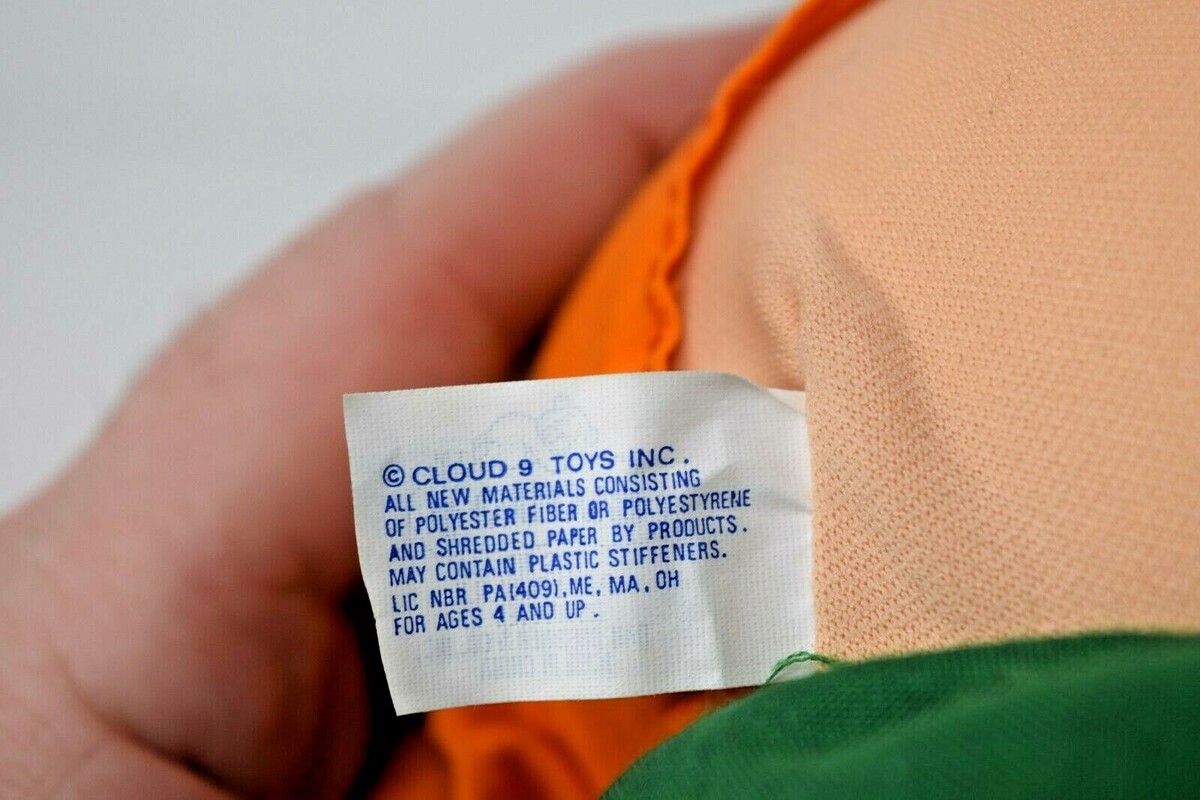 © CLOUD 9 TOYS INC.
ALL NEW MATERIALS CONSISTING
OF POLYESTER FIBER OR POLYESTYRENE
AND SHREDDED PAPER BY PRODUCTS.
MAY CONTAIN PLASTIC STIFFENERS.
LIC NBR PA(409),ME, MA, OH
FOR AGES 4 AND UP.